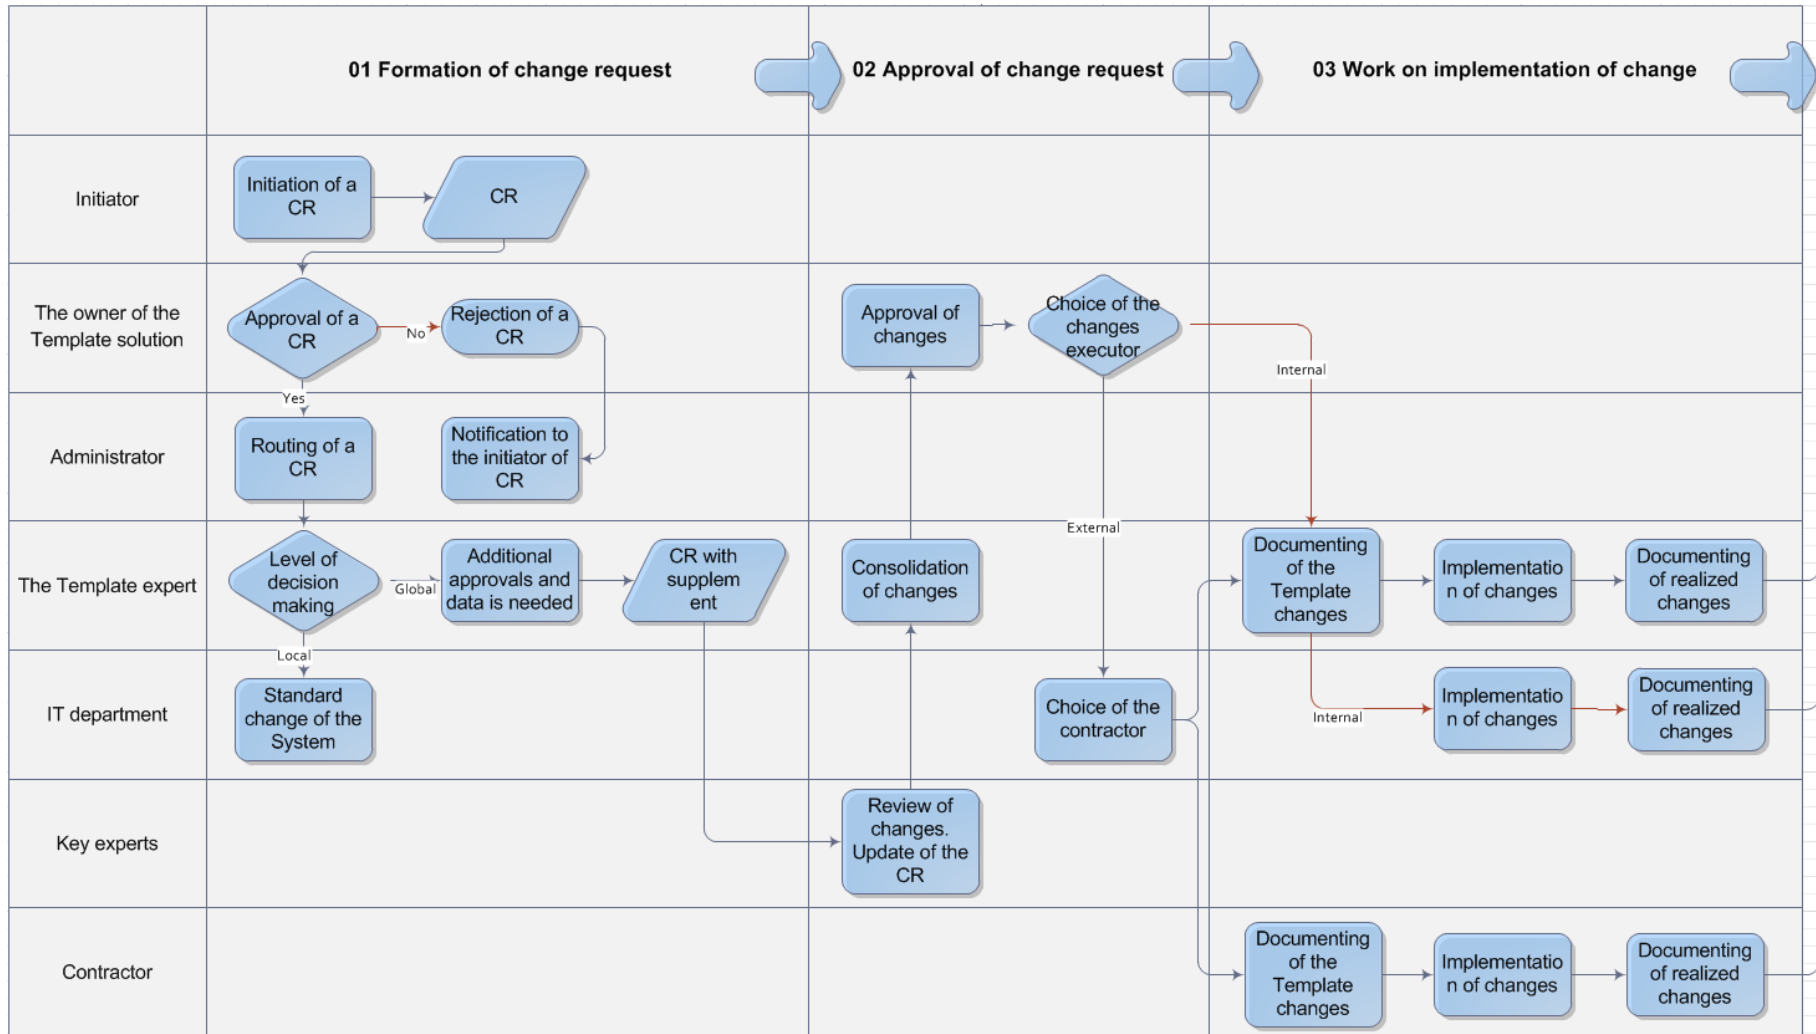 01 Formation of change request
02 Approval of change request
03 Work on implementation of change
Initiator
Initiation of a
CR
CR
The owner of the
Template solution
Approval of a
CR
No
Rejection of a
CR
Approval of
changes
Choice of the
changes
executor
Internal
Yes
Administrator
Routing of a
CR
Notification to
the initiator of
CR
External
The Template expert
Level of
decision
making
Global
Additional
approvals and
data is needed
CR with
supplem
ent
Consolidation
of changes
Documenting
of the
Template
changes
Implementatio
n of changes
Documenting
of realized
changes
Local
IT department
Standard
change of the
System
Choice of the
contractor
Internal
Implementatio
n of changes
Documenting
of realized
changes
Key experts
Review of
changes.
Update of the
CR
Contractor
Documenting
of the
Template
changes
Implementatio
n of changes
Documenting
of realized
changes